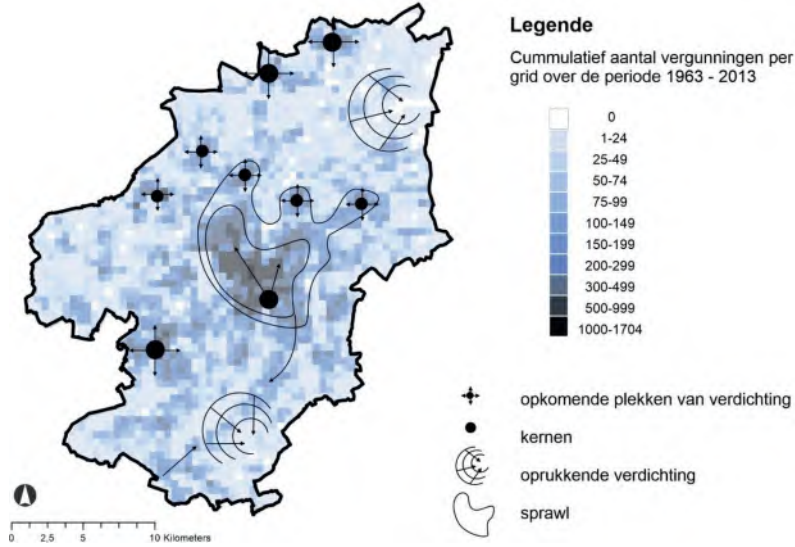 Legende
Cummulatief aantal vergunningen per
grid over de periode 1963 - 2013
0
1-24
25-49
50-74
75-99
100-149
150-199
200-299
300-499
500-999
1000-1704
opkomende plekken van verdichting
kernen
oprukkende verdichting
sprawl
0 2,5 5 10 Kilometers